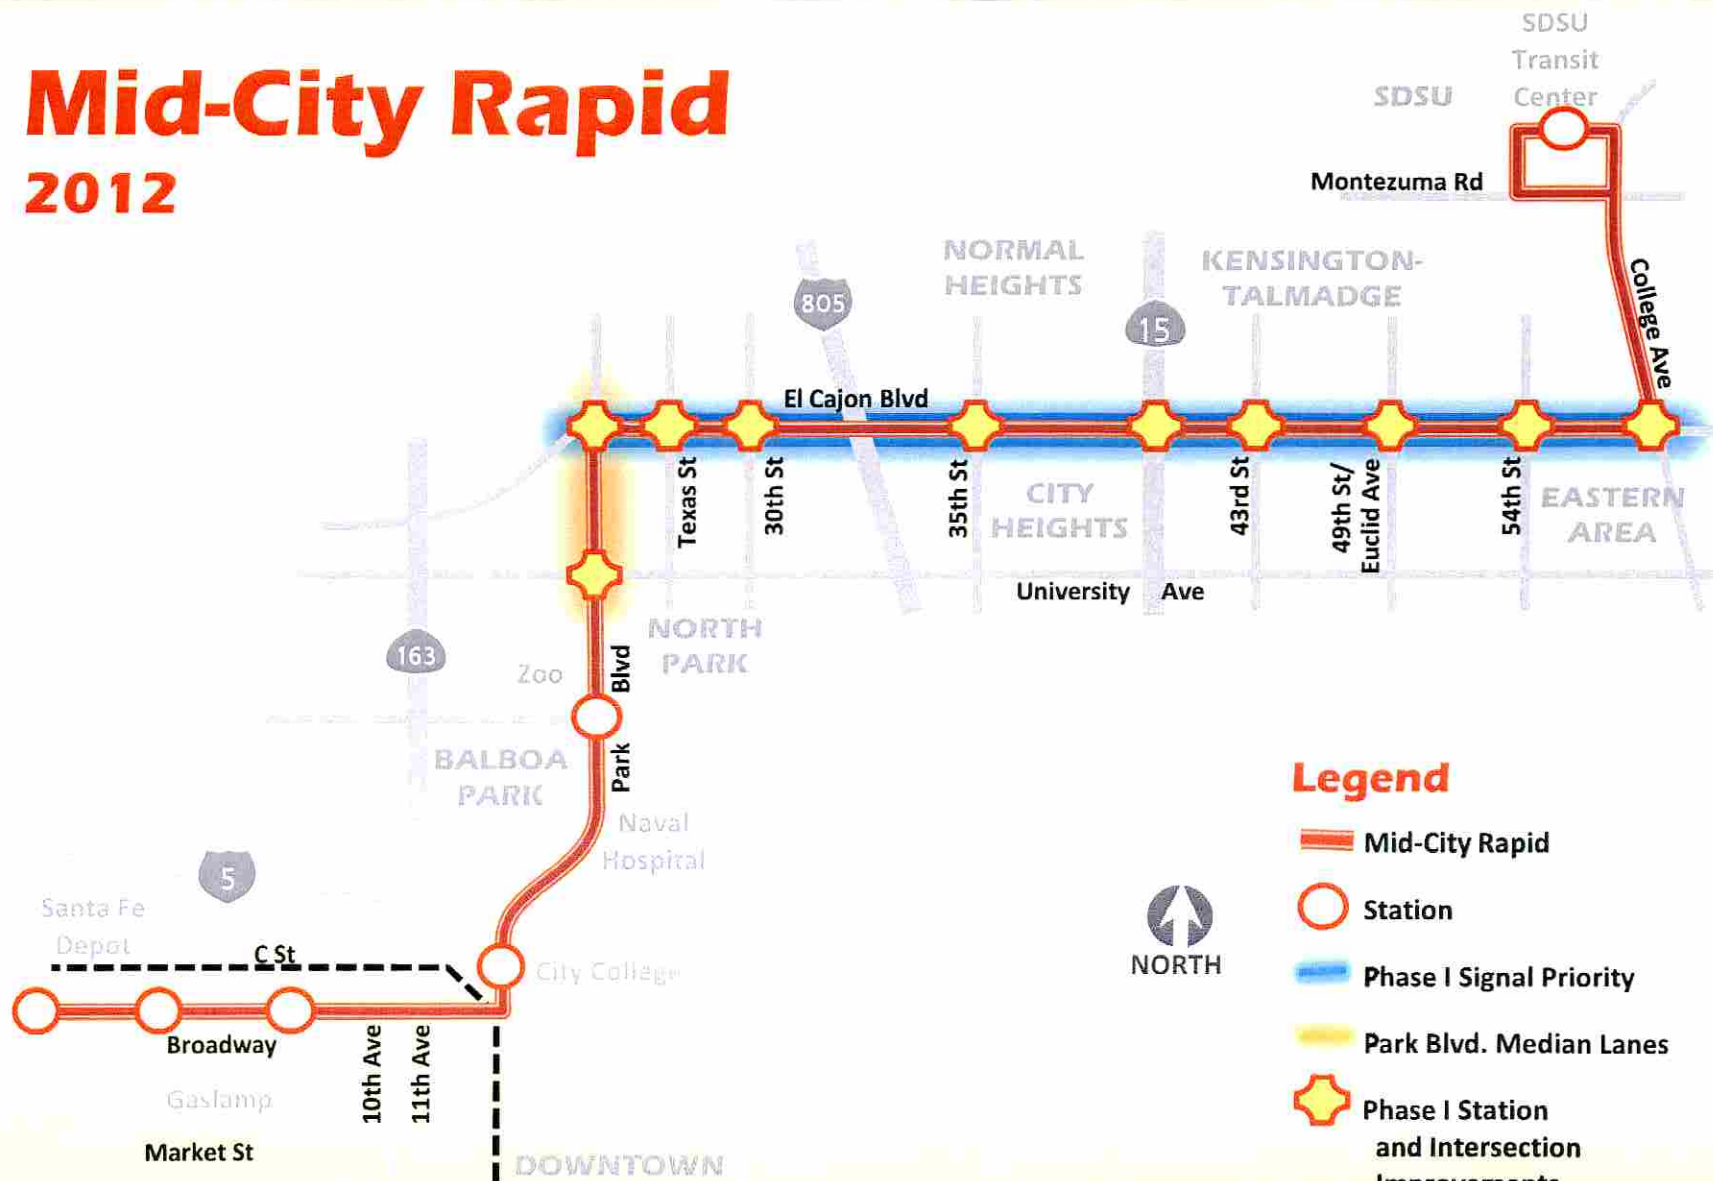 Mid-City Rapid
2012
SDSU
Transit
Center
SDSU
Montezuma Rd
College Ave
NORMAL
HEIGHTS
KENSINGTON-
TALMADGE
805
15
El Cajon Blvd
Texas St
30th St
35th St
43rd St
49th St/
Euclid Ave
54th St
CITY
HEIGHTS
EASTERN
AREA
University Ave
163
NORTH
PARK
Zoo
Park Blvd
BALBOA
PARK
Naval
Hospital
5
Santa Fe
Depot
C St
City College
Broadway
10th Ave
11th Ave
Gaslamp
Market St
DOWNTOWN
NORTH
Legend
Mid-City Rapid
Station
Phase I Signal Priority
Park Blvd. Median Lanes
Phase I Station
and Intersection
Improvements